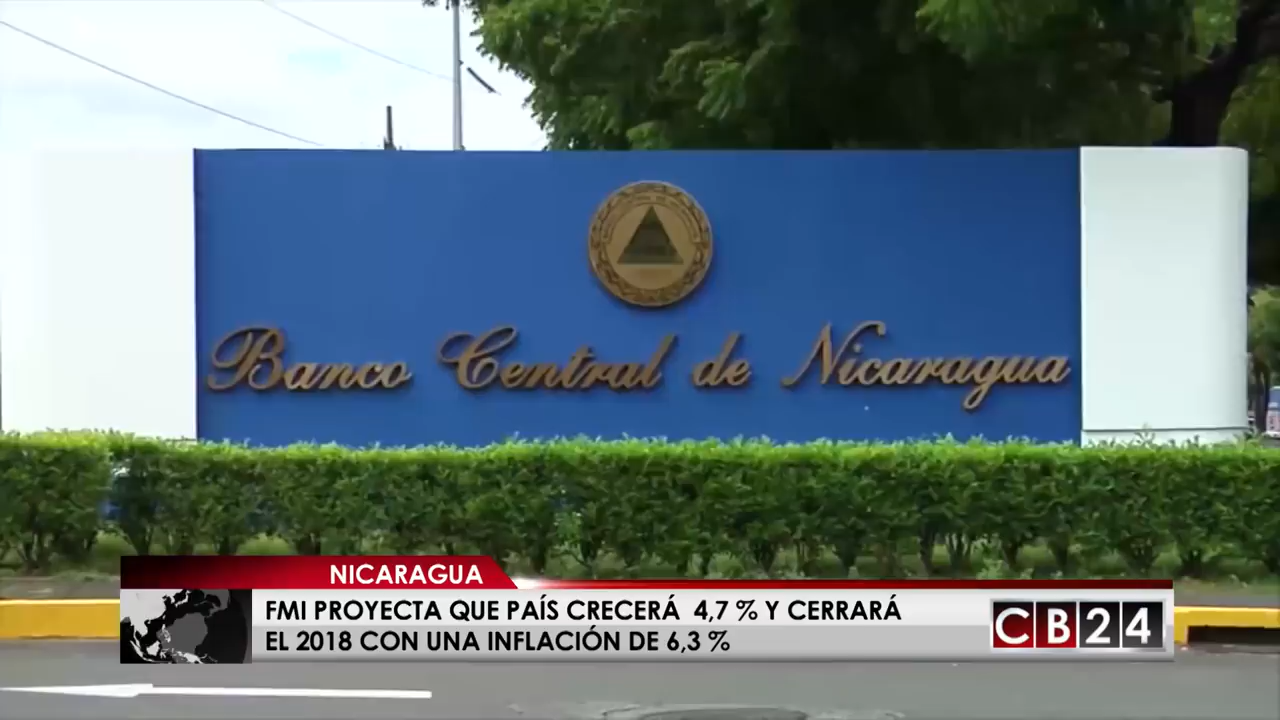 Banco Central de Nicaragua
NICARAGUA
FMI PROYECTA QUE PAÍS CRECERÁ 4,7 % Y CERRARÁ
EL 2018 CON UNA INFLACIÓN DE 6,3 %
CB24